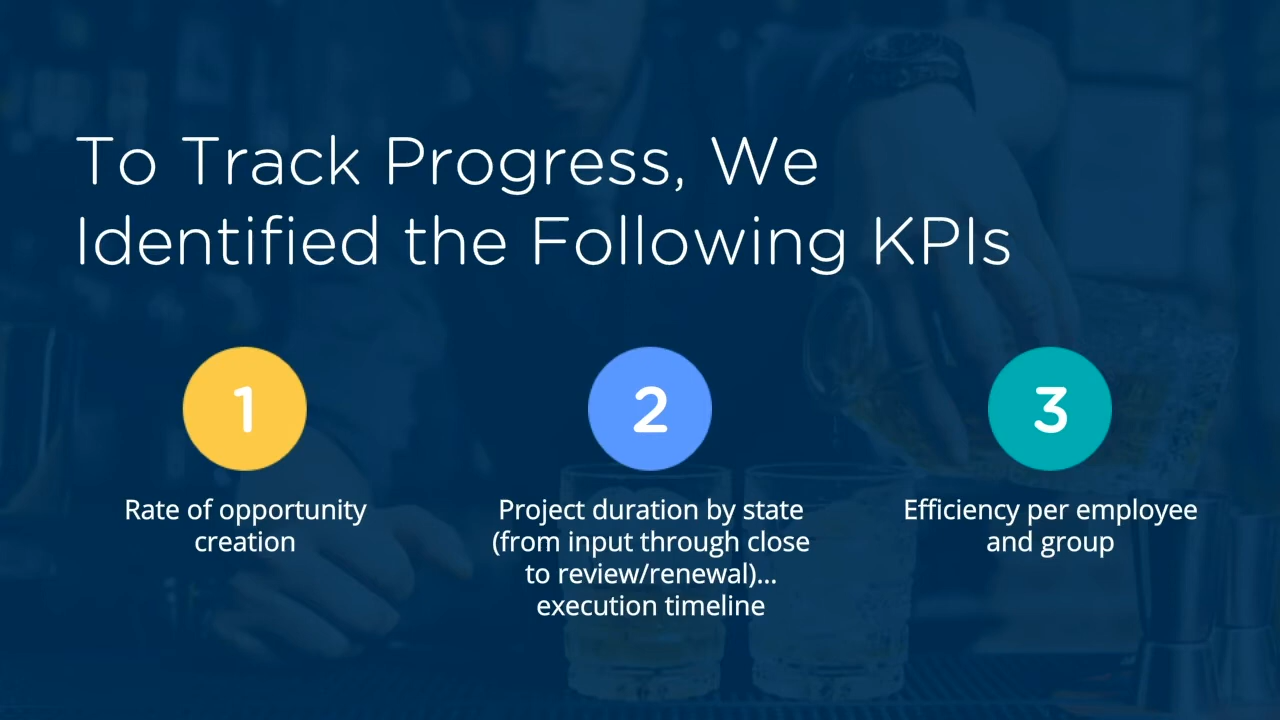 To Track Progress, We
Identified the Following KPIs
1
Rate of opportunity
creation
2
Project duration by state
(from input through close
to review/renewal)...
execution timeline
3
Efficiency per employee
and group